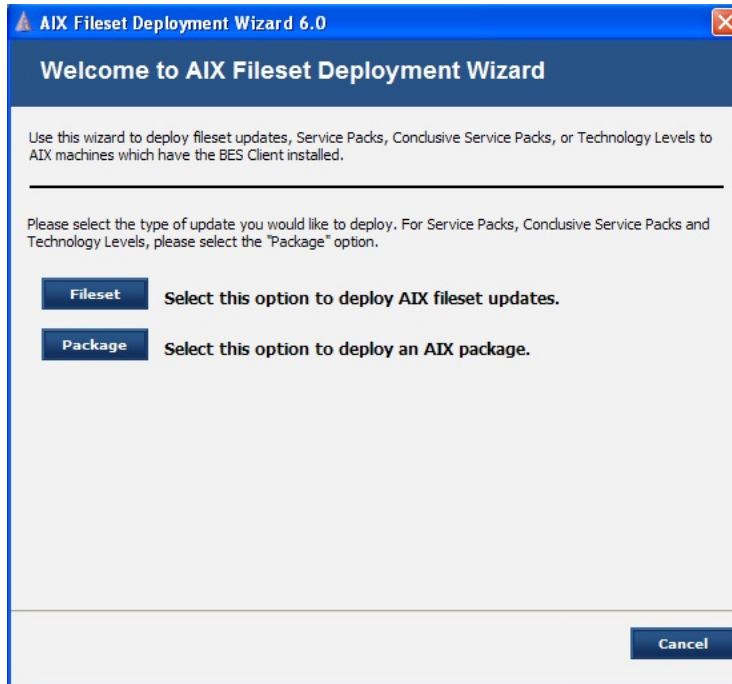 AIX Fileset Deployment Wizard 6.0
Welcome to AIX Fileset Deployment Wizard
Use this wizard to deploy fileset updates, Service Packs, Conclusive Service Packs, or Technology Levels to
AIX machines which have the BES Client installed.
Please select the type of update you would like to deploy. For Service Packs, Conclusive Service Packs and
Technology Levels, please select the "Package" option.
Fileset Select this option to deploy AIX fileset updates.
Package Select this option to deploy an AIX package.
Cancel